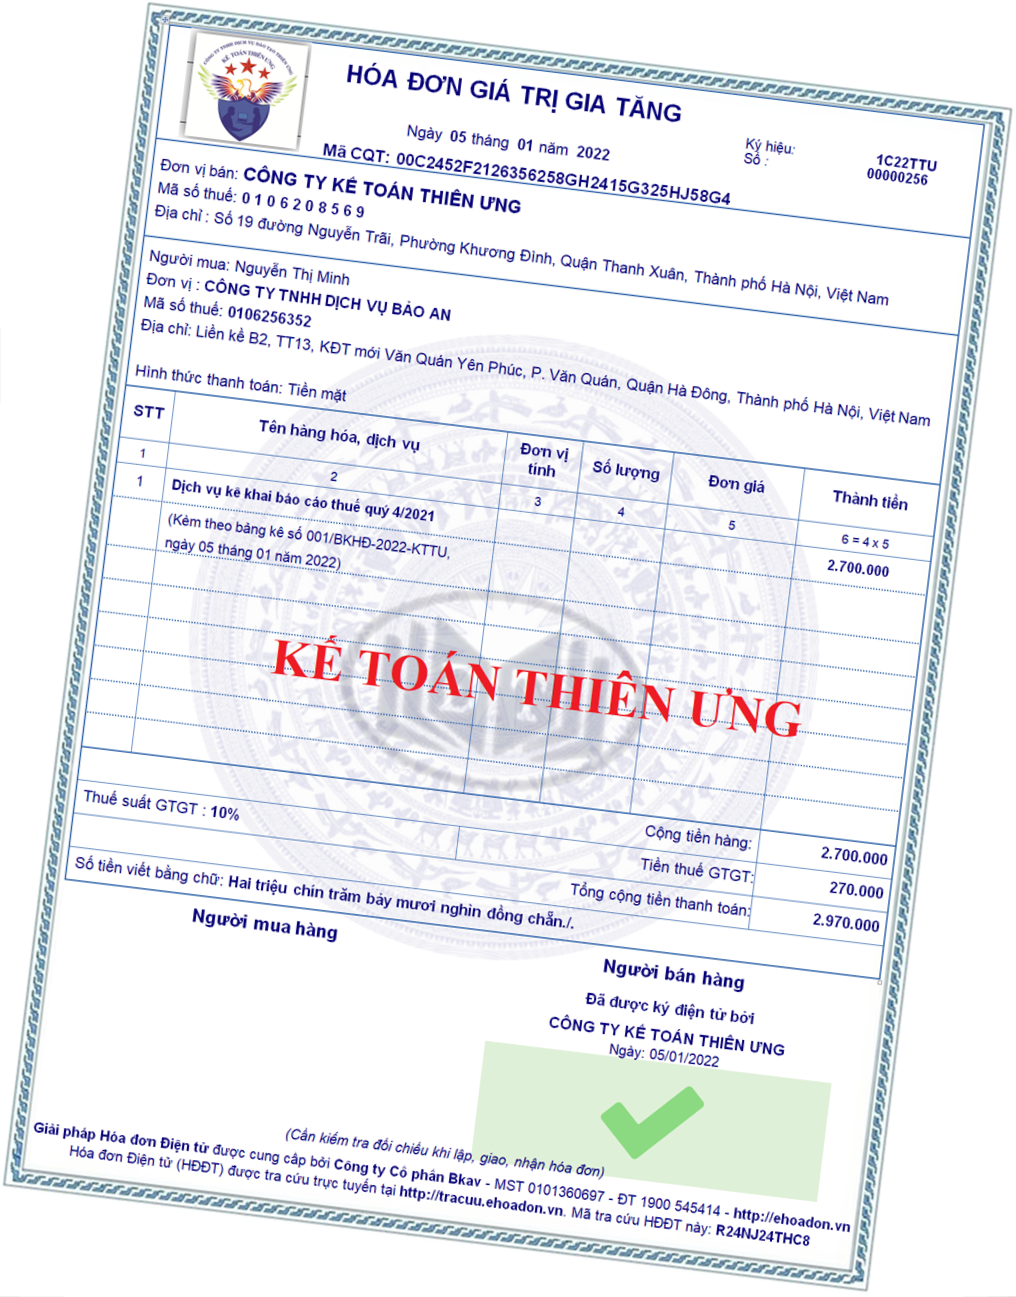 CÔNG TY TNHH DỊCH VỤ ĐÀO TẠO THIÊN ƯNG
KẾ TOÁN THIÊN ƯNG
HÓA ĐƠN GIÁ TRỊ GIA TĂNG
Ngày 05 tháng 01 năm 2022
Mã CQT: 00C2452F2126356258GH2415G325HJ58G4
Ký hiệu: 1C22TTU
Số : 00000256
Đơn vị bán: CÔNG TY KẾ TOÁN THIÊN ƯNG
Mã số thuế: 0 1 0 6 2 0 8 5 6 9
Địa chỉ : Số 19 đường Nguyễn Trãi, Phường Khương Đình, Quận Thanh Xuân, Thành phố Hà Nội, Việt Nam
Người mua: Nguyễn Thị Minh
Đơn vị : CÔNG TY TNHH DỊCH VỤ BẢO AN
Mã số thuế: 0106256352
Địa chỉ: Liền kề B2, TT13, KĐT mới Văn Quán Yên Phúc, P. Văn Quán, Quận Hà Đông, Thành phố Hà Nội, Việt Nam
Hình thức thanh toán: Tiền mặt
STT Tên hàng hóa, dịch vụ Đơn vị tính Số lượng Đơn giá Thành tiền
1 2 3 4 5 6 = 4 x 5
1 Dịch vụ kê khai báo cáo thuế quý 4/2021 2.700.000
(Kèm theo bảng kê số 001/BKHĐ-2022-KTTU,
ngày 05 tháng 01 năm 2022)
KẾ TOÁN THIÊN ƯNG
Cộng tiền hàng: 2.700.000
Thuế suất GTGT : 10% Tiền thuế GTGT: 270.000
Tổng cộng tiền thanh toán: 2.970.000
Số tiền viết bằng chữ: Hai triệu chín trăm bảy mươi nghìn đồng chẵn./.
Người mua hàng
Người bán hàng
Đã được ký điện tử bởi
CÔNG TY KẾ TOÁN THIÊN ƯNG
Ngày: 05/01/2022
(Cần kiểm tra đối chiếu khi lập, giao, nhận hóa đơn)
Giải pháp Hóa đơn Điện tử được cung cấp bởi Công ty Cổ phần Bkav - MST 0101360697 - ĐT 1900 545414 - http://ehoadon.vn
Hóa đơn Điện tử (HĐĐT) được tra cứu trực tuyến tại http://tracuu.ehoadon.vn. Mã tra cứu HĐĐT này: R24NJ24THC8